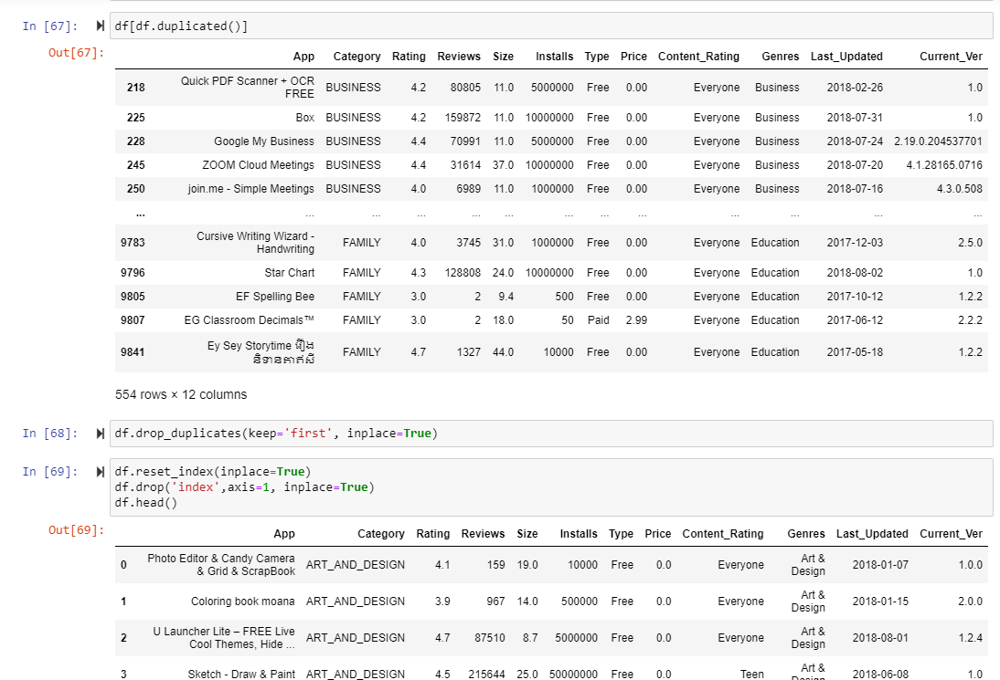 In [67]: df[df.duplicated()]
Out[67]:
App Category Rating Reviews Size Installs Type Price Content_Rating Genres Last_Updated Current_Ver
218 Quick PDF Scanner + OCR FREE BUSINESS 4.2 80805 11.0 5000000 Free 0.00 Everyone Business 2018-02-26 1.0
225 Box BUSINESS 4.2 159872 11.0 10000000 Free 0.00 Everyone Business 2018-07-31 1.0
228 Google My Business BUSINESS 4.4 70991 11.0 5000000 Free 0.00 Everyone Business 2018-07-24 2.19.0.204537701
245 ZOOM Cloud Meetings BUSINESS 4.4 31614 37.0 10000000 Free 0.00 Everyone Business 2018-07-20 4.1.28165.0716
250 join.me - Simple Meetings BUSINESS 4.0 6989 11.0 1000000 Free 0.00 Everyone Business 2018-07-16 4.3.0.508
... ... ... ... ... ... ... ... ... ... ... ... ...
9783 Cursive Writing Wizard - Handwriting FAMILY 4.0 3745 31.0 1000000 Free 0.00 Everyone Education 2017-12-03 2.5.0
9796 Star Chart FAMILY 4.3 128808 24.0 10000000 Free 0.00 Everyone Education 2018-08-02 1.0
9805 EF Spelling Bee FAMILY 3.0 2 9.4 500 Free 0.00 Everyone Education 2017-10-12 1.2.2
9807 EG Classroom Decimals™ FAMILY 3.0 2 18.0 50 Paid 2.99 Everyone Education 2017-06-12 2.2.2
9841 Ey Sey Storytime រឿងនិទានតាឥសី FAMILY 4.7 1327 44.0 10000 Free 0.00 Everyone Education 2017-05-18 1.2.2
554 rows × 12 columns
In [68]: df.drop_duplicates(keep='first', inplace=True)
In [69]: df.reset_index(inplace=True)
df.drop('index',axis=1, inplace=True)
df.head()
Out[69]:
App Category Rating Reviews Size Installs Type Price Content_Rating Genres Last_Updated Current_Ver
0 Photo Editor & Candy Camera & Grid & ScrapBook ART_AND_DESIGN 4.1 159 19.0 10000 Free 0.0 Everyone Art & Design 2018-01-07 1.0.0
1 Coloring book moana ART_AND_DESIGN 3.9 967 14.0 500000 Free 0.0 Everyone Art & Design 2018-01-15 2.0.0
2 U Launcher Lite – FREE Live Cool Themes, Hide ... ART_AND_DESIGN 4.7 87510 8.7 5000000 Free 0.0 Everyone Art & Design 2018-08-01 1.2.4
3 Sketch - Draw & Paint ART_AND_DESIGN 4.5 215644 25.0 50000000 Free 0.0 Teen Art & Design 2018-06-08 1.0